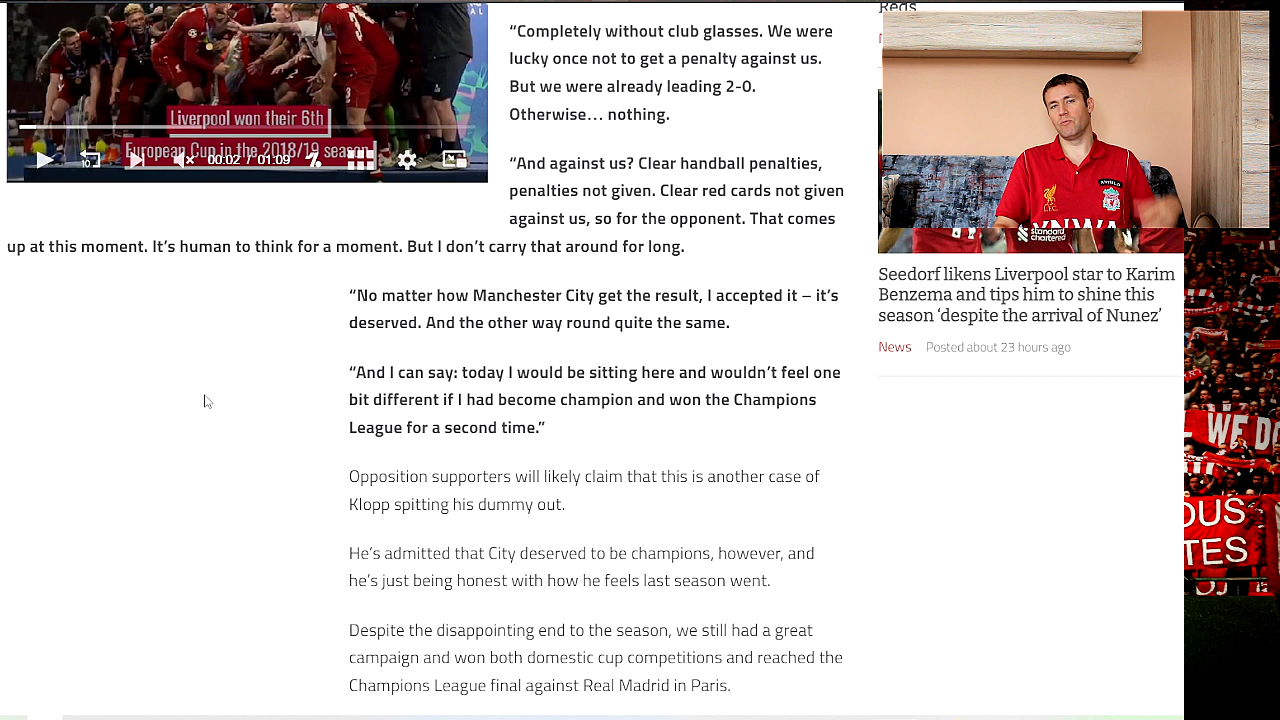 Liverpool won their 6th
European Cup in the 2018/19 season
10
00:02 / 01:09
“Completely without club glasses. We were
lucky once not to get a penalty against us.
But we were already leading 2-0.
Otherwise… nothing.
“And against us? Clear handball penalties,
penalties not given. Clear red cards not given
against us, so for the opponent. That comes
up at this moment. It’s human to think for a moment. But I don’t carry that around for long.
“No matter how Manchester City get the result, I accepted it – it’s
deserved. And the other way round quite the same.
“And I can say: today I would be sitting here and wouldn’t feel one
bit different if I had become champion and won the Champions
League for a second time.”
Opposition supporters will likely claim that this is another case of
Klopp spitting his dummy out.
He’s admitted that City deserved to be champions, however, and
he’s just being honest with how he feels last season went.
Despite the disappointing end to the season, we still had a great
campaign and won both domestic cup competitions and reached the
Champions League final against Real Madrid in Paris.
Reds
L.F.C.
YNWA
standard
chartered
Seedorf likens Liverpool star to Karim
Benzema and tips him to shine this
season ‘despite the arrival of Nunez’
News Posted about 23 hours ago
WE DO
OUS
TES